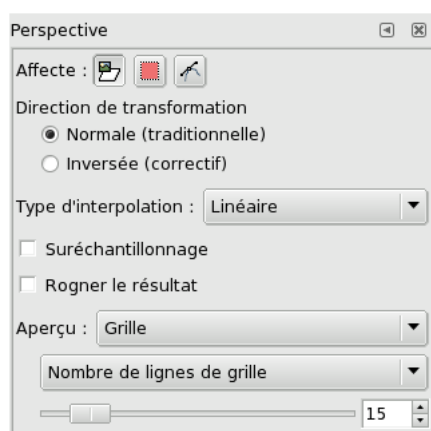 Perspective
Affecte :
Direction de transformation
Normale (traditionnelle)
Inversée (correctif)
Type d'interpolation : Linéaire
Suréchantillonnage
Rogner le résultat
Aperçu : Grille
Nombre de lignes de grille
15